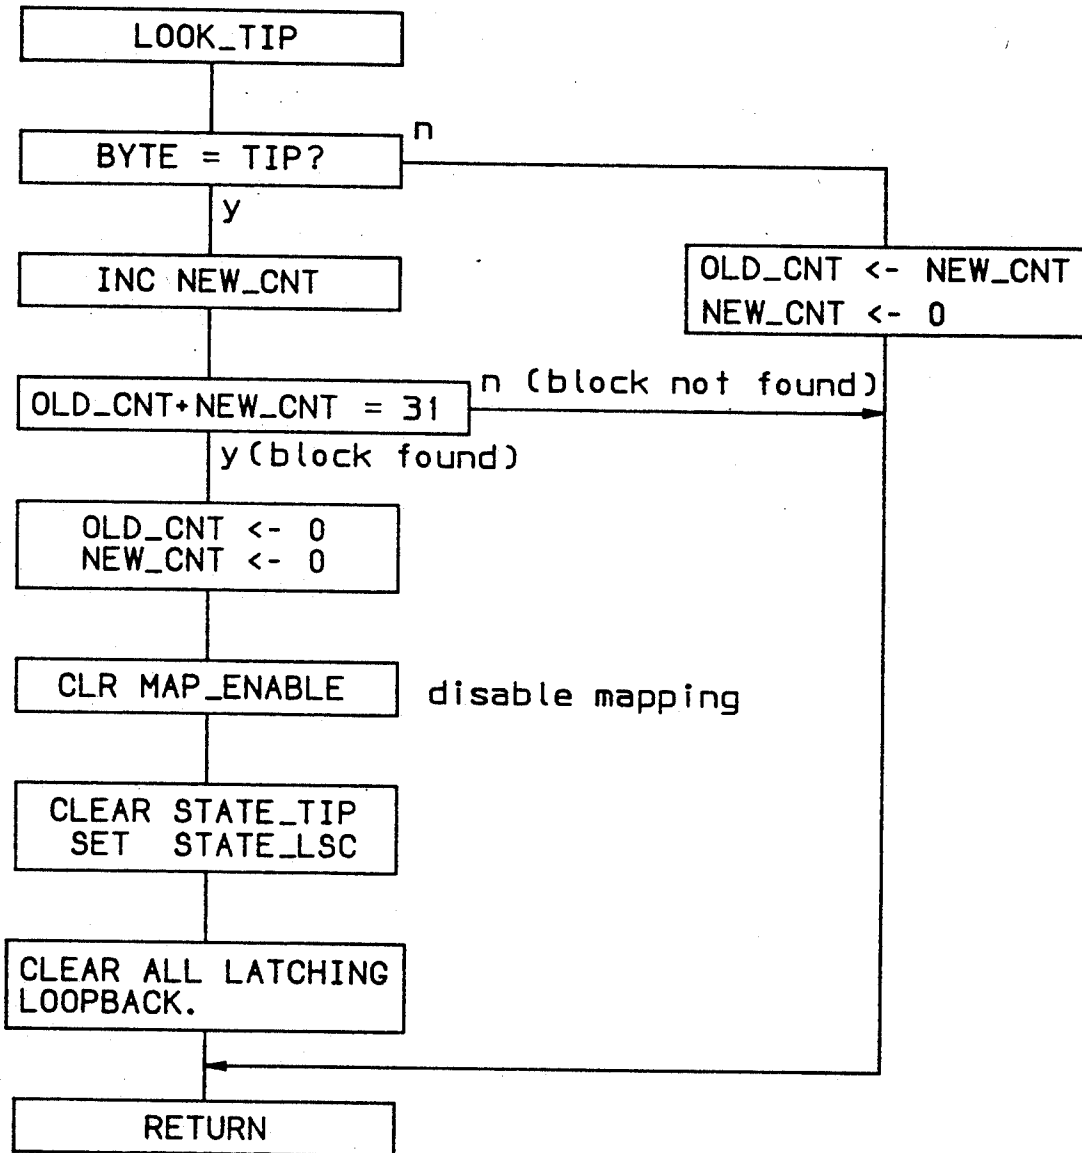 LOOK_TIP
n
BYTE = TIP?
y
INC NEW_CNT
OLD_CNT <- NEW_CNT
NEW_CNT <- 0
n (block not found)
OLD_CNT+NEW_CNT = 31
y (block found)
OLD_CNT <- 0
NEW_CNT <- 0
CLR MAP_ENABLE
disable mapping
CLEAR STATE_TIP
SET STATE_LSC
CLEAR ALL LATCHING
LOOPBACK.
RETURN